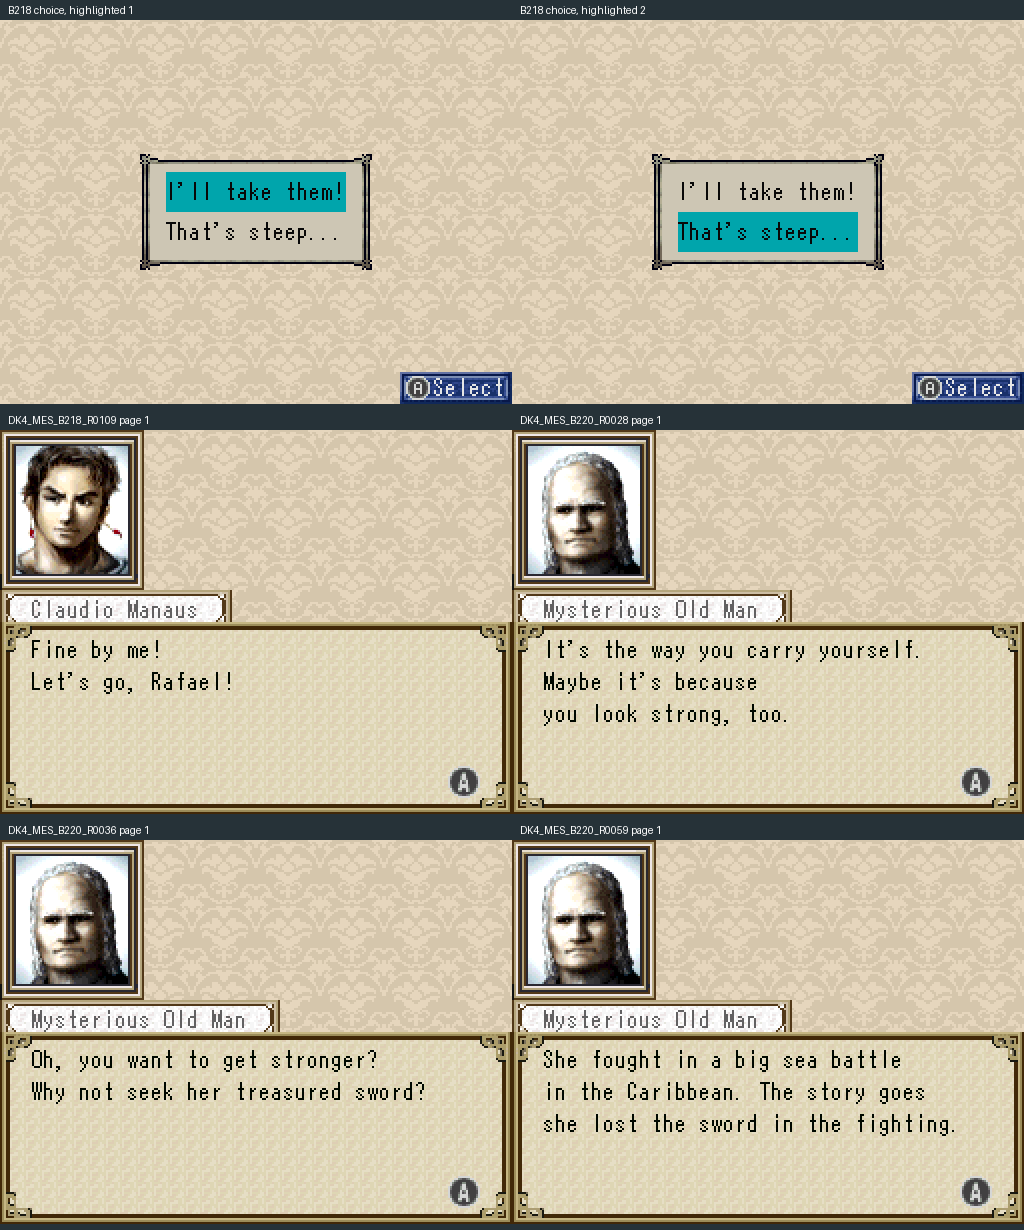 B218 choice, highlighted 1
I'll take them!
That's steep...
A Select
B218 choice, highlighted 2
I'll take them!
That's steep...
A Select
DK4_MES_B218_R0109 page 1
Claudio Manaus
Fine by me!
Let's go, Rafael!
A
DK4_MES_B220_R0028 page 1
Mysterious Old Man
It's the way you carry yourself.
Maybe it's because
you look strong, too.
A
DK4_MES_B220_R0036 page 1
Mysterious Old Man
Oh, you want to get stronger?
Why not seek her treasured sword?
A
DK4_MES_B220_R0059 page 1
Mysterious Old Man
She fought in a big sea battle
in the Caribbean. The story goes
she lost the sword in the fighting.
A